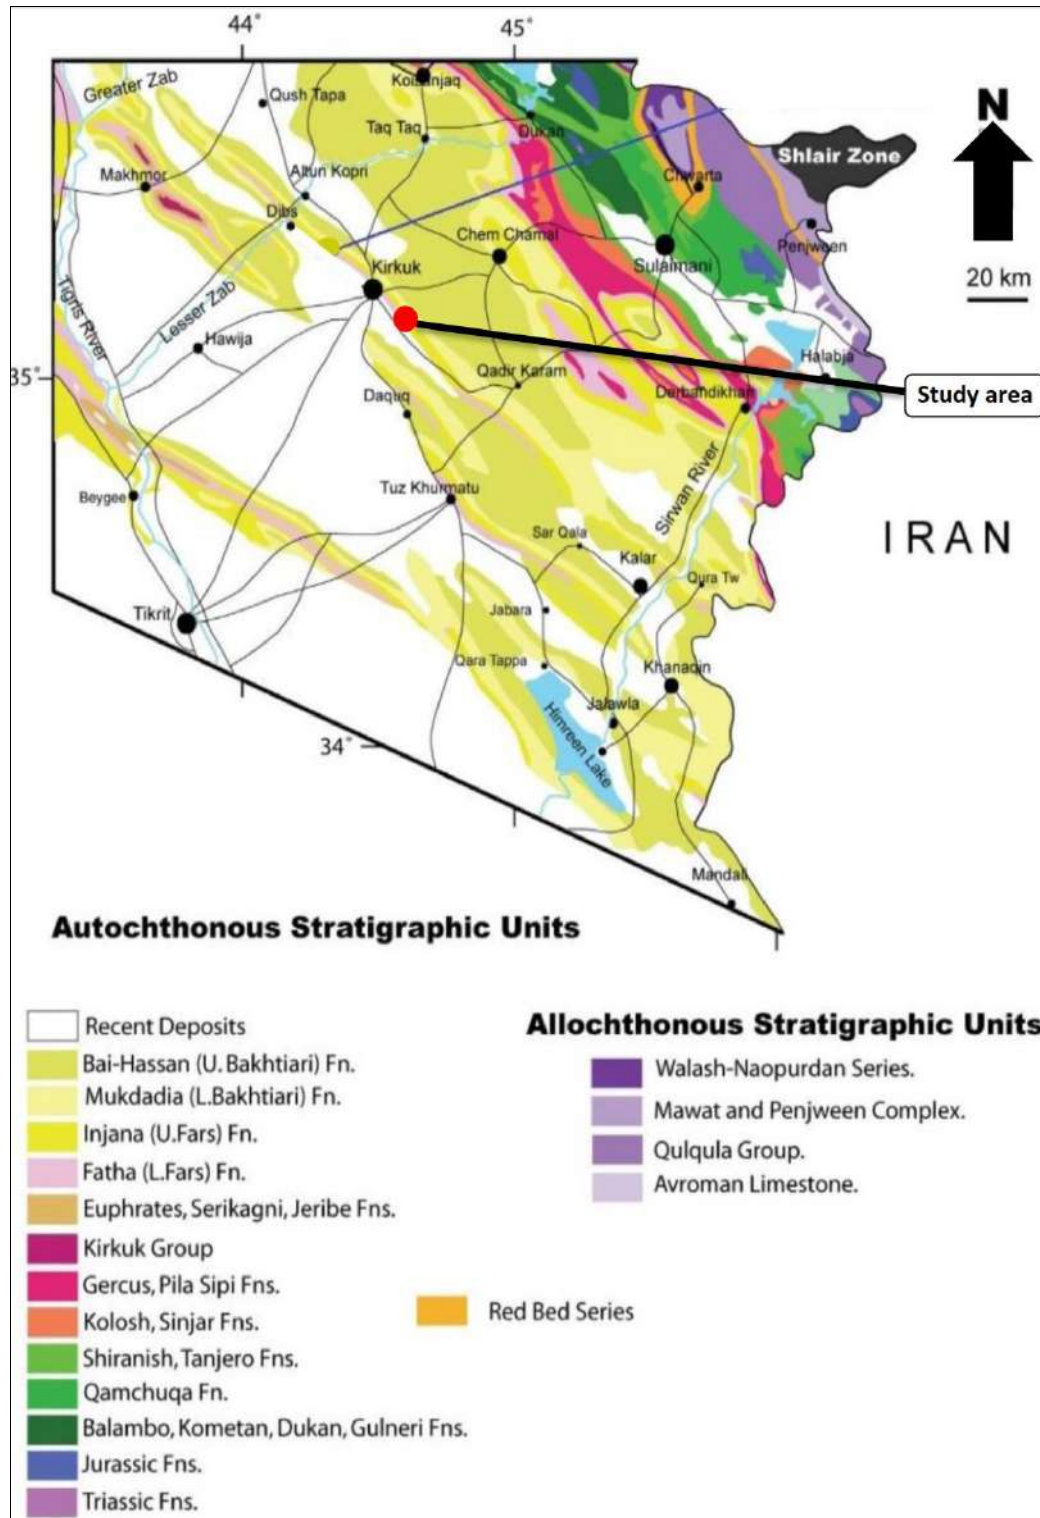 44°
45°
Greater Zab
Koisanjaq
Qush Tapa
N
Taq Taq
Dukan
Shlair Zone
Makhmor
Altun Kopri
Chwarta
Dibs
Chem Chamal
Penjween
Sulaimani
Kirkuk
20 km
Tigris River
Lesser Zab
Hawija
Halabja
35°
Qadir Karam
Derbandikhan
Study area
Daquq
Tuz Khurmatu
Beygee
Sirwan River
Sar Qala
IRAN
Kalar
Qura Tw
Tikrit
Jabara
Qara Tappa
Khanaqin
Jalawla
34°
Himreen Lake
Mandali
Autochthonous Stratigraphic Units
Recent Deposits
Bai-Hassan (U. Bakhtiari) Fn.
Mukdadia (L.Bakhtiari) Fn.
Injana (U.Fars) Fn.
Fatha (L.Fars) Fn.
Euphrates, Serikagni, Jeribe Fns.
Kirkuk Group
Gercus, Pila Sipi Fns.
Kolosh, Sinjar Fns.
Shiranish, Tanjero Fns.
Qamchuqa Fn.
Balambo, Kometan, Dukan, Gulneri Fns.
Jurassic Fns.
Triassic Fns.
Red Bed Series
Allochthonous Stratigraphic Units
Walash-Naopurdan Series.
Mawat and Penjween Complex.
Qulqula Group.
Avroman Limestone.